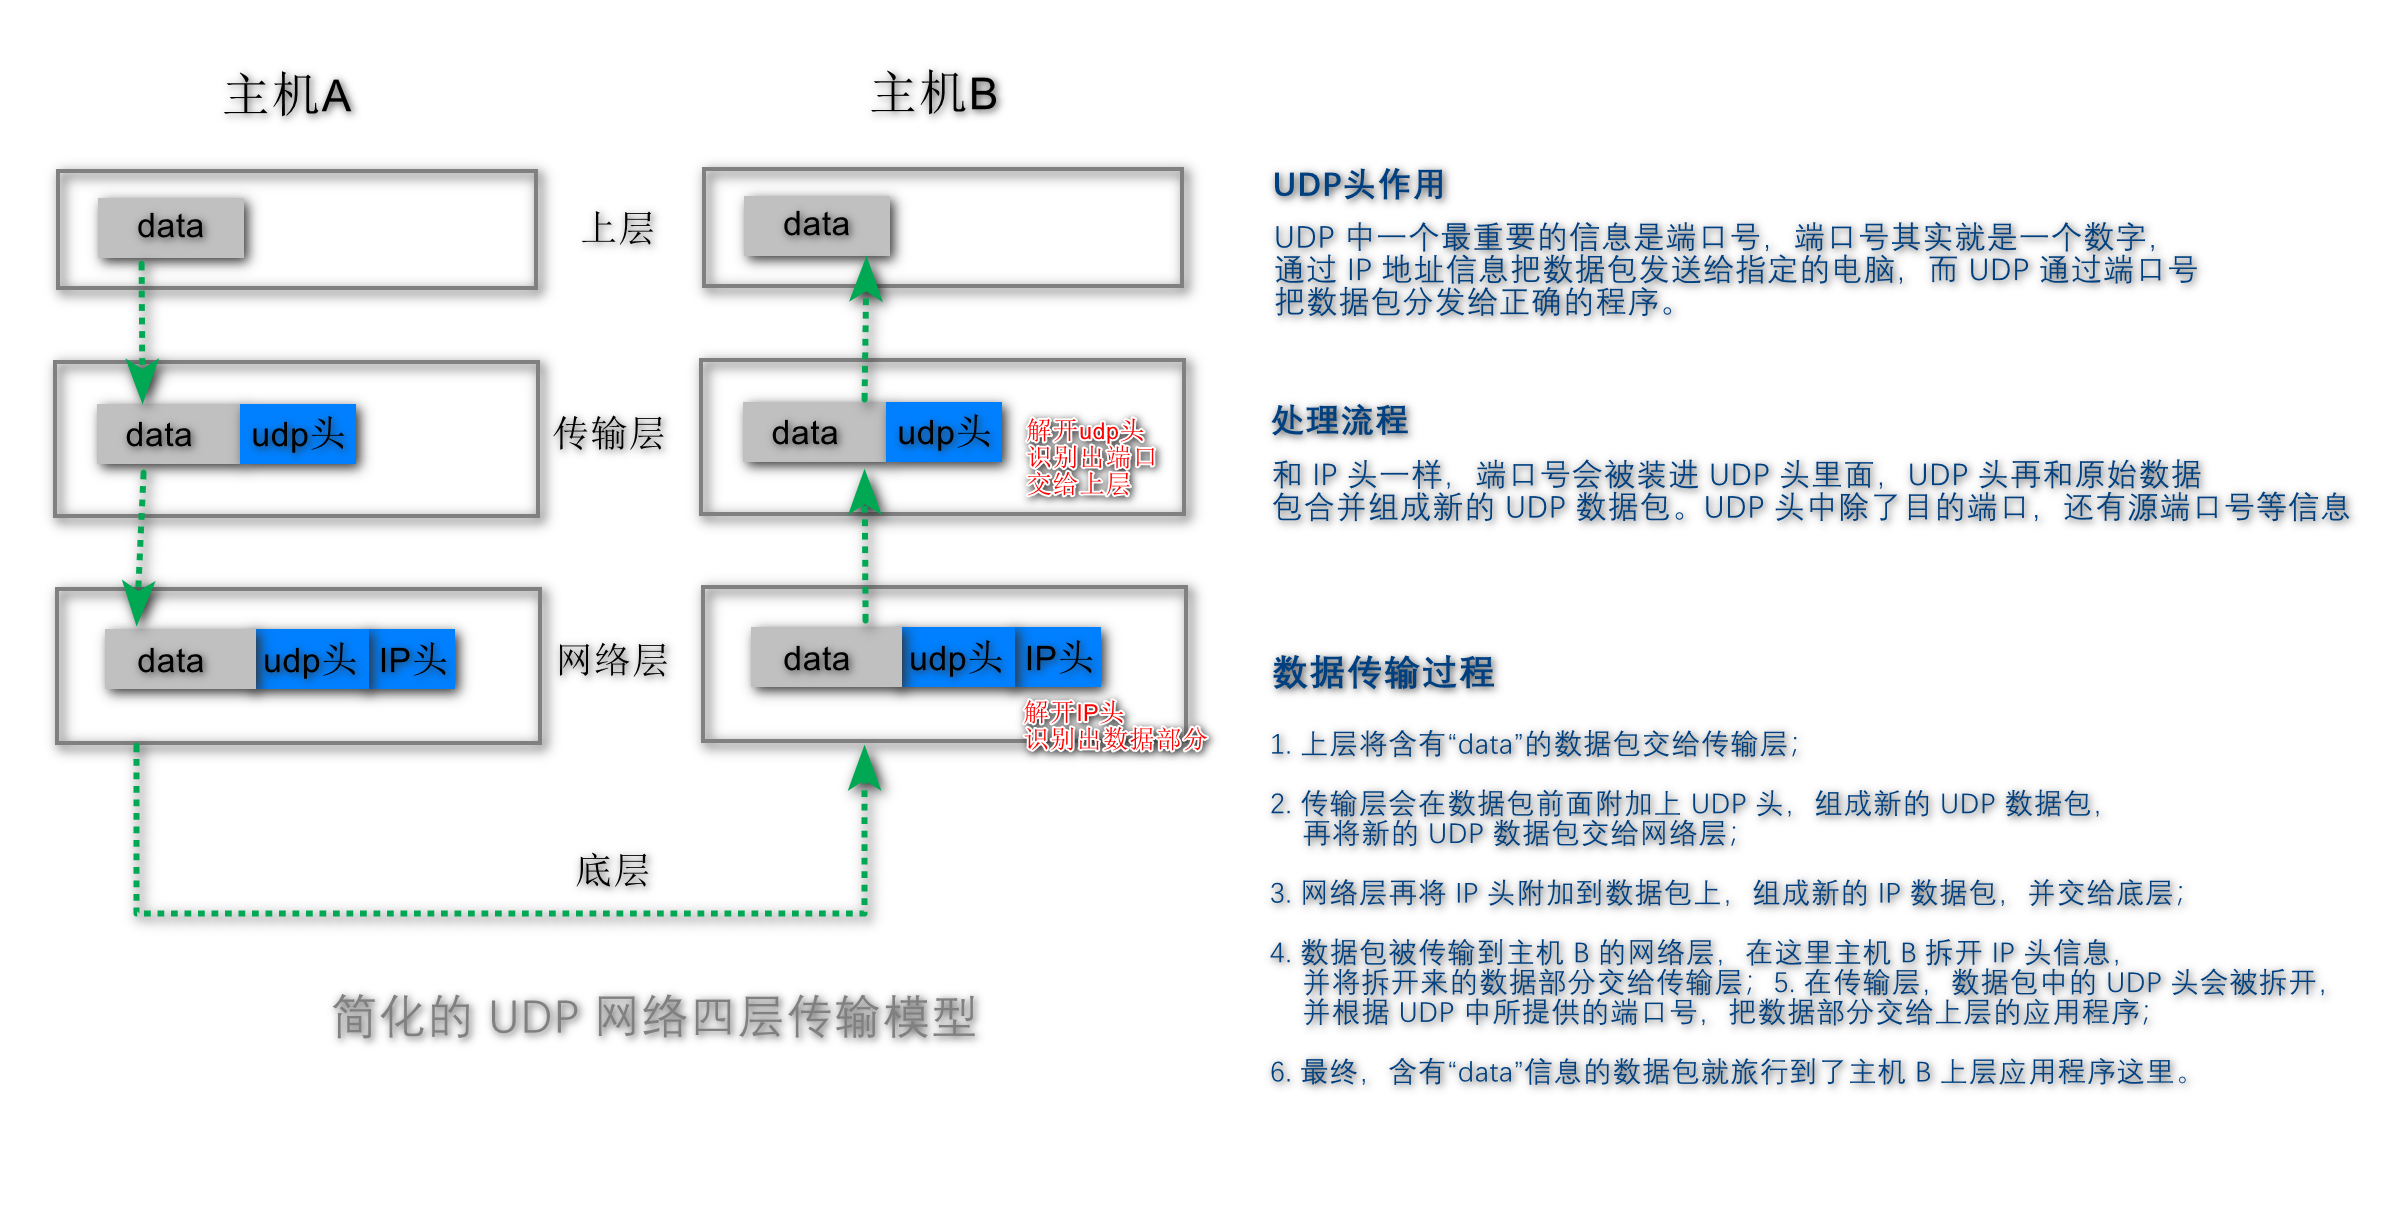 主机A
主机B
data
上层
data
data udp头
传输层
data udp头
解开udp头
识别出端口
交给上层
data udp头 IP头
网络层
data udp头 IP头
解开IP头
识别出数据部分
底层
简化的 UDP 网络四层传输模型
UDP头作用
UDP 中一个最重要的信息是端口号，端口号其实就是一个数字，
通过 IP 地址信息把数据包发送给指定的电脑，而 UDP 通过端口号
把数据包分发给正确的程序。
处理流程
和 IP 头一样，端口号会被装进 UDP 头里面，UDP 头再和原始数据
包合并组成新的 UDP 数据包。UDP 头中除了目的端口，还有源端口号等信息
数据传输过程
1. 上层将含有“data”的数据包交给传输层；
2. 传输层会在数据包前面附加上 UDP 头，组成新的 UDP 数据包，
再将新的 UDP 数据包交给网络层；
3. 网络层再将 IP 头附加到数据包上，组成新的 IP 数据包，并交给底层；
4. 数据包被传输到主机 B 的网络层，在这里主机 B 拆开 IP 头信息，
并将拆开来的数据部分交给传输层；5. 在传输层，数据包中的 UDP 头会被拆开，
并根据 UDP 中所提供的端口号，把数据部分交给上层的应用程序；
6. 最终，含有“data”信息的数据包就旅行到了主机 B 上层应用程序这里。